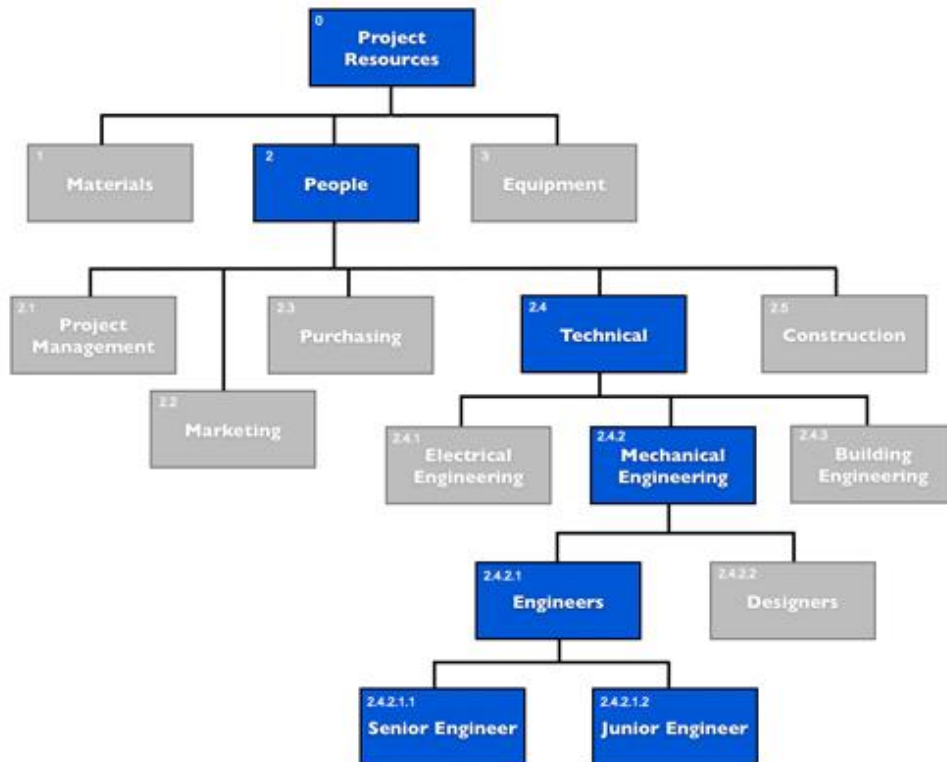 0
Project
Resources
1
Materials
2
People
3
Equipment
2.1
Project
Management
2.2
Marketing
2.3
Purchasing
2.4
Technical
2.5
Construction
2.4.1
Electrical
Engineering
2.4.2
Mechanical
Engineering
2.4.3
Building
Engineering
2.4.2.1
Engineers
2.4.2.2
Designers
2.4.2.1.1
Senior Engineer
2.4.2.1.2
Junior Engineer